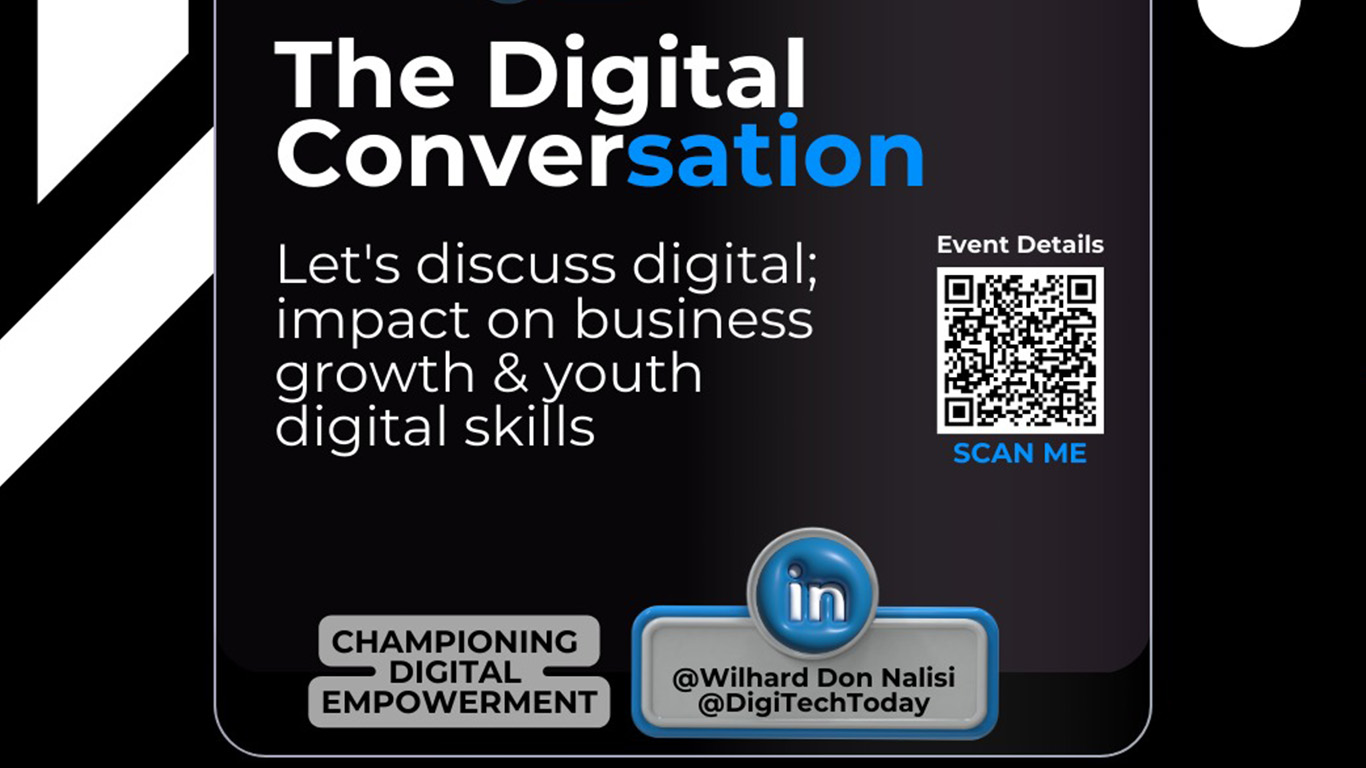 The Digital
Conversation
Let's discuss digital;
impact on business
growth & youth
digital skills
Event Details
SCAN ME
in
CHAMPIONING
DIGITAL
EMPOWERMENT
@Wilhard Don Nalisi
@DigiTechToday